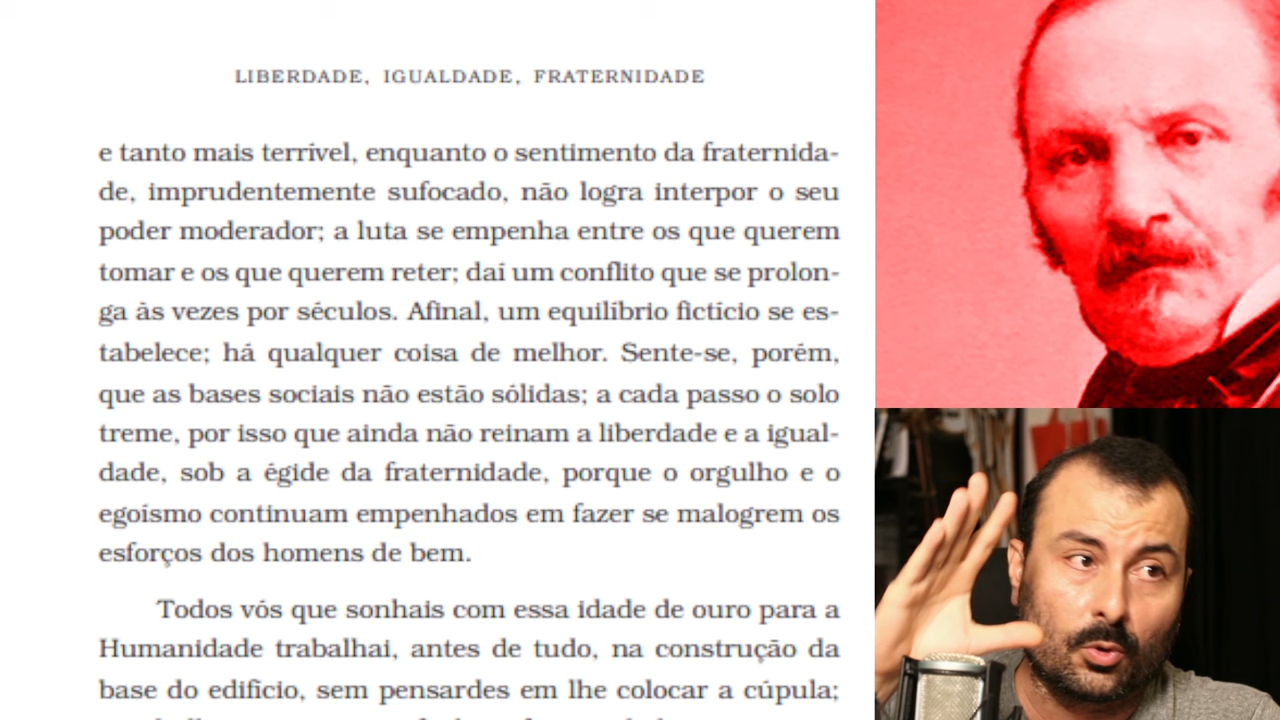 LIBERDADE, IGUALDADE, FRATERNIDADE
e tanto mais terrível, enquanto o sentimento da fraternida-
de, imprudentemente sufocado, não logra interpor o seu
poder moderador; a luta se empenha entre os que querem
tomar e os que querem reter; daí um conflito que se prolon-
ga às vezes por séculos. Afinal, um equilíbrio fictício se es-
tabelece; há qualquer coisa de melhor. Sente-se, porém,
que as bases sociais não estão sólidas; a cada passo o solo
treme, por isso que ainda não reinam a liberdade e a igual-
dade, sob a égide da fraternidade, porque o orgulho e o
egoísmo continuam empenhados em fazer se malogrem os
esforços dos homens de bem.
Todos vós que sonhais com essa idade de ouro para a
Humanidade trabalhai, antes de tudo, na construção da
base do edifício, sem pensardes em lhe colocar a cúpula;